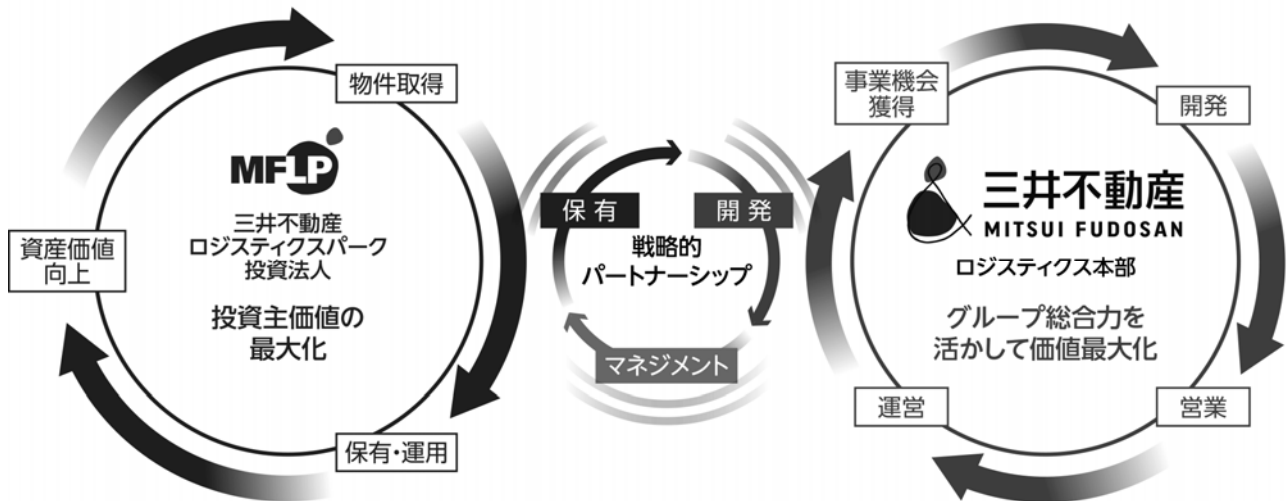 物件取得
MFLP
三井不動産
ロジスティクスパーク
投資法人
投資主価値の
最大化
資産価値
向上
保有・運用
保有
開発
戦略的
パートナーシップ
マネジメント
事業機会
獲得
開発
三井不動産
MITSUI FUDOSAN
ロジスティクス本部
グループ総合力を
活かして価値最大化
運営
営業